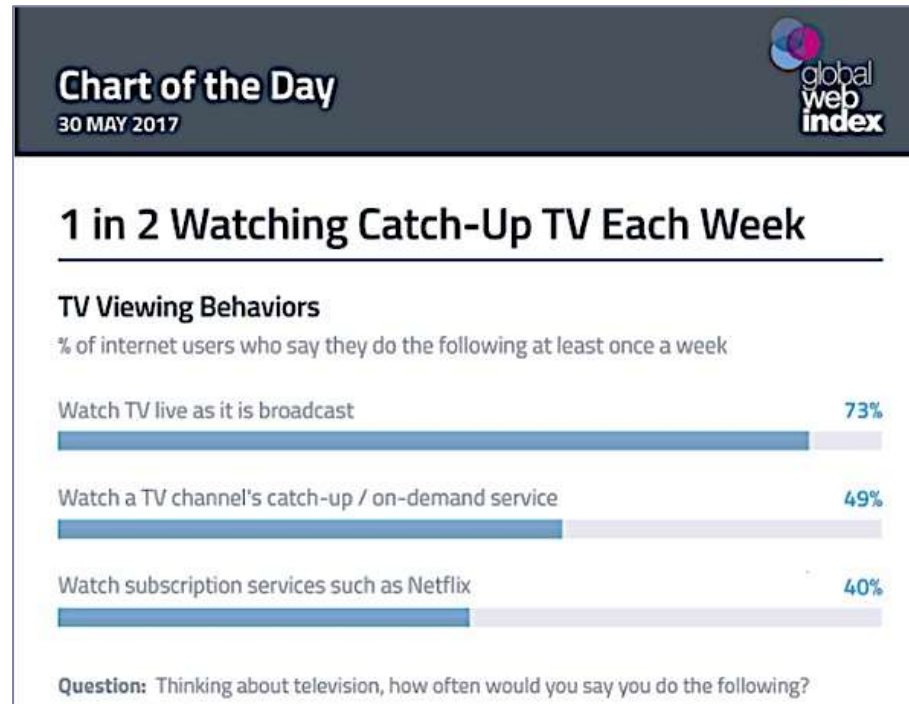 Chart of the Day
30 MAY 2017
global
web
index
1 in 2 Watching Catch-Up TV Each Week
TV Viewing Behaviors
% of internet users who say they do the following at least once a week
Watch TV live as it is broadcast 73%
Watch a TV channel's catch-up / on-demand service 49%
Watch subscription services such as Netflix 40%
Question: Thinking about television, how often would you say you do the following?